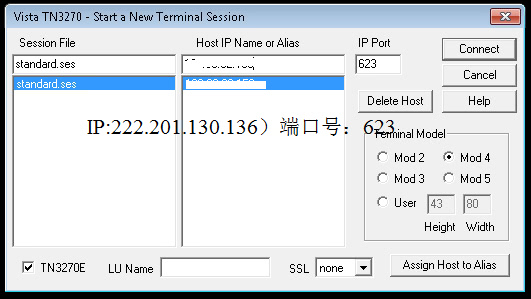 Vista TN3270 - Start a New Terminal Session
Session File
Host IP Name or Alias
IP Port
standard.ses
623
Connect
standard.ses
Cancel
Delete Host
Help
IP:222.201.130.136）端口号：623
Terminal Model
Mod 2
Mod 4
Mod 3
Mod 5
User
43
80
Height
Width
TN3270E
LU Name
SSL
none
Assign Host to Alias